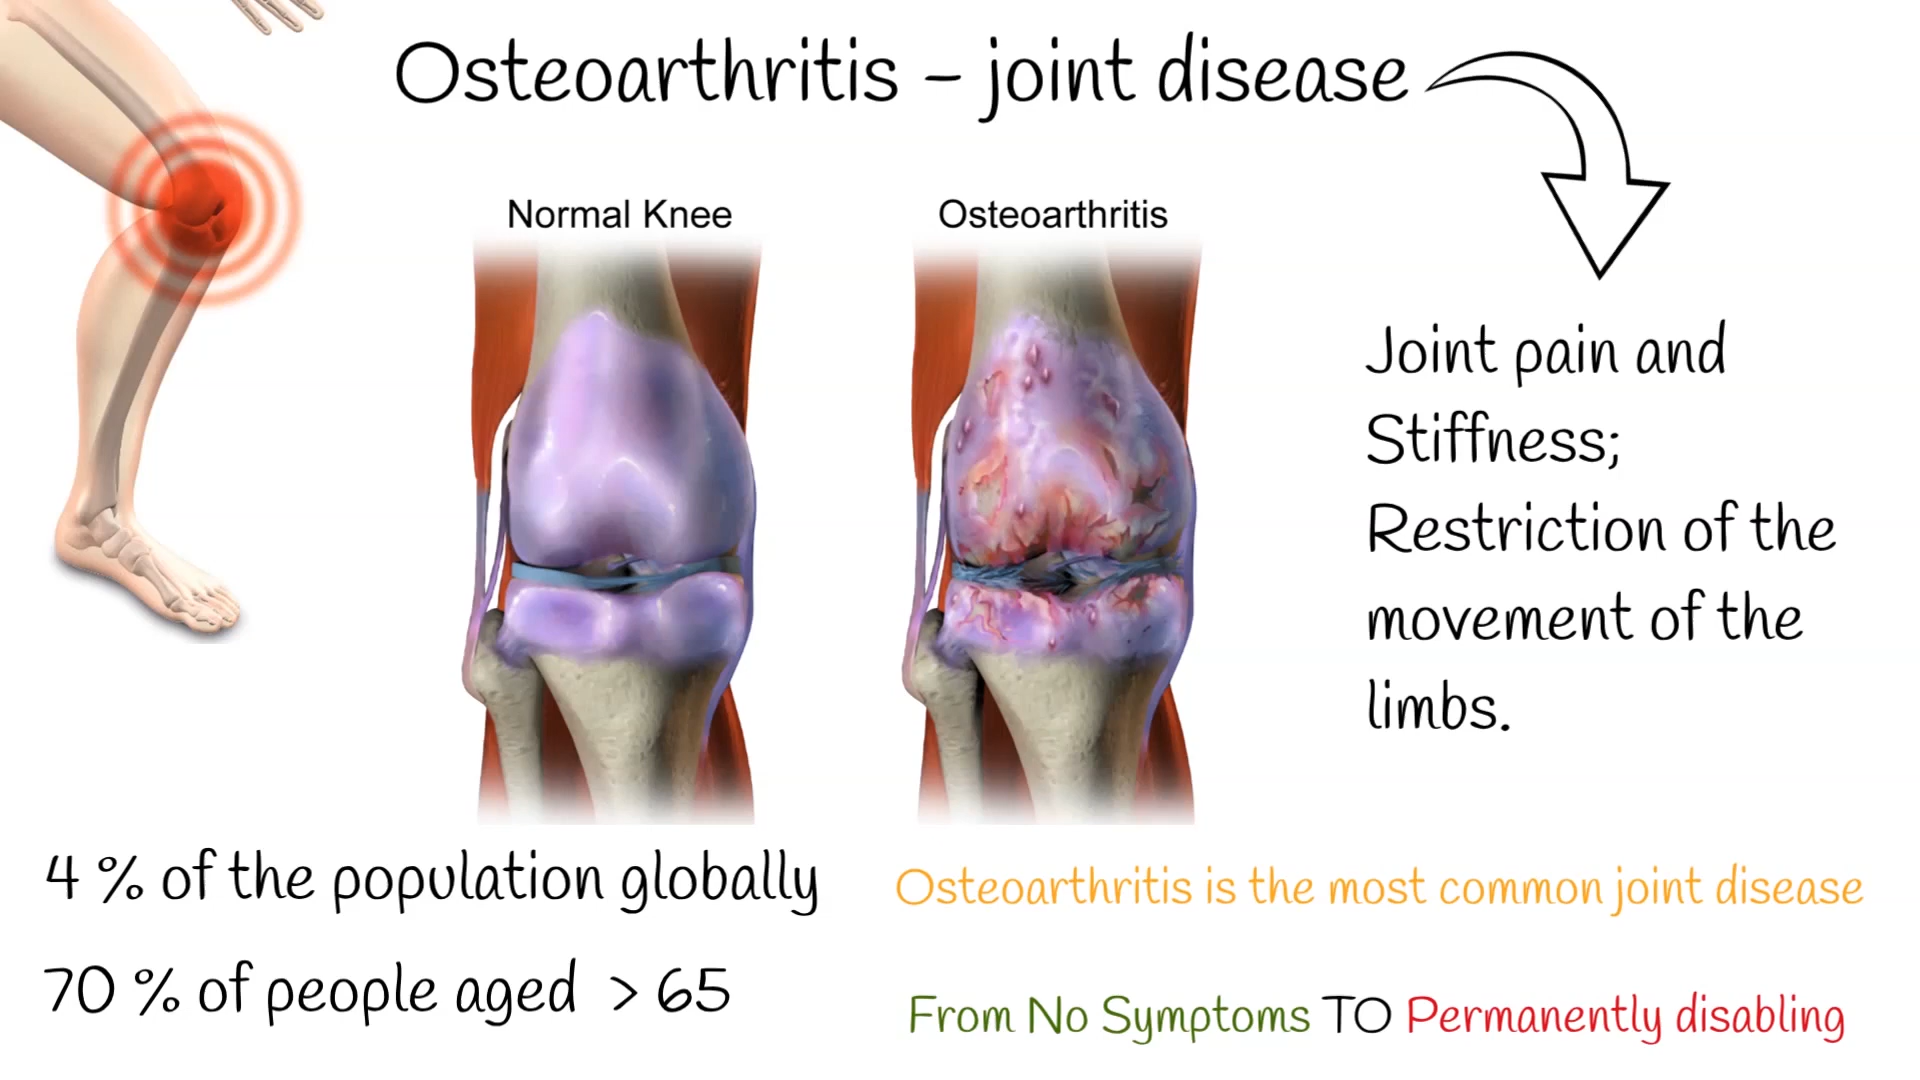 Osteoarthritis – joint disease
Normal Knee
Osteoarthritis
Joint pain and
Stiffness;
Restriction of the
movement of the
limbs.
4 % of the population globally
70 % of people aged > 65
Osteoarthritis is the most common joint disease
From No Symptoms TO Permanently disabling